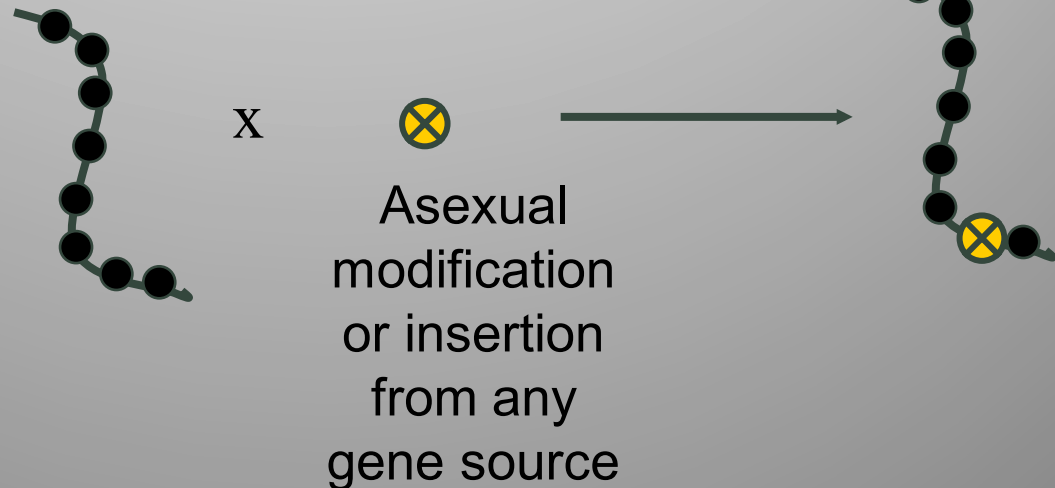 x
Asexual
modification
or insertion
from any
gene source